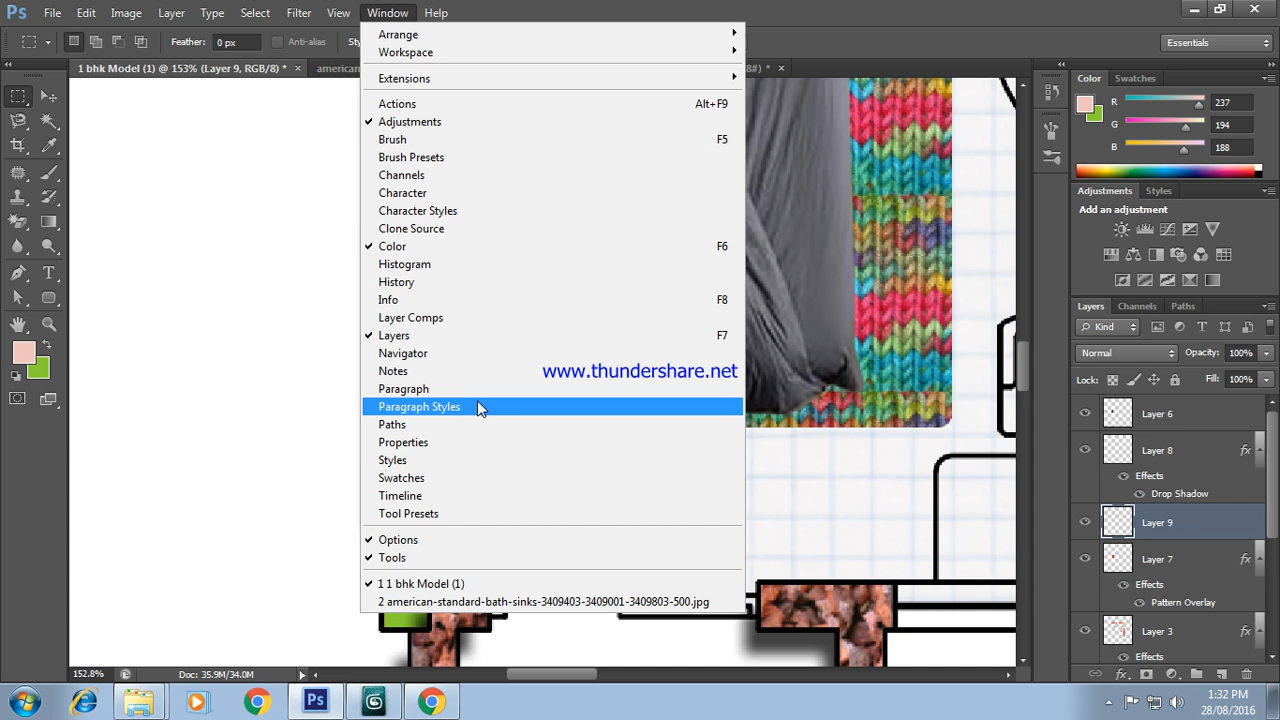 Ps File Edit Image Layer Type Select Filter View Window Help
Feather: 0 px Anti-alias Essentials
1 bhk Model (1) @ 153% (Layer 9, RGB/8) * × american 8#) * ×
Arrange
Workspace
Extensions
Actions Alt+F9
Adjustments
Brush F5
Brush Presets
Channels
Character
Character Styles
Clone Source
Color F6
Histogram
History
Info F8
Layer Comps
Layers F7
Navigator
Notes
Paragraph
Paragraph Styles
Paths
Properties
Styles
Swatches
Timeline
Tool Presets
Options
Tools
1 1 bhk Model (1)
2 american-standard-bath-sinks-3409403-3409001-3409803-500.jpg
www.thundershare.net
Color Swatches
R 237
G 194
B 188
Adjustments Styles
Add an adjustment
Layers Channels Paths
Kind
Normal Opacity: 100%
Lock: Fill: 100%
Layer 6
Layer 8 fx
Effects
Drop Shadow
Layer 9
Layer 7 fx
Effects
Pattern Overlay
Layer 3 fx
Effects
152.8% Doc: 35.9M/34.0M
Ps
1:32 PM
28/08/2016